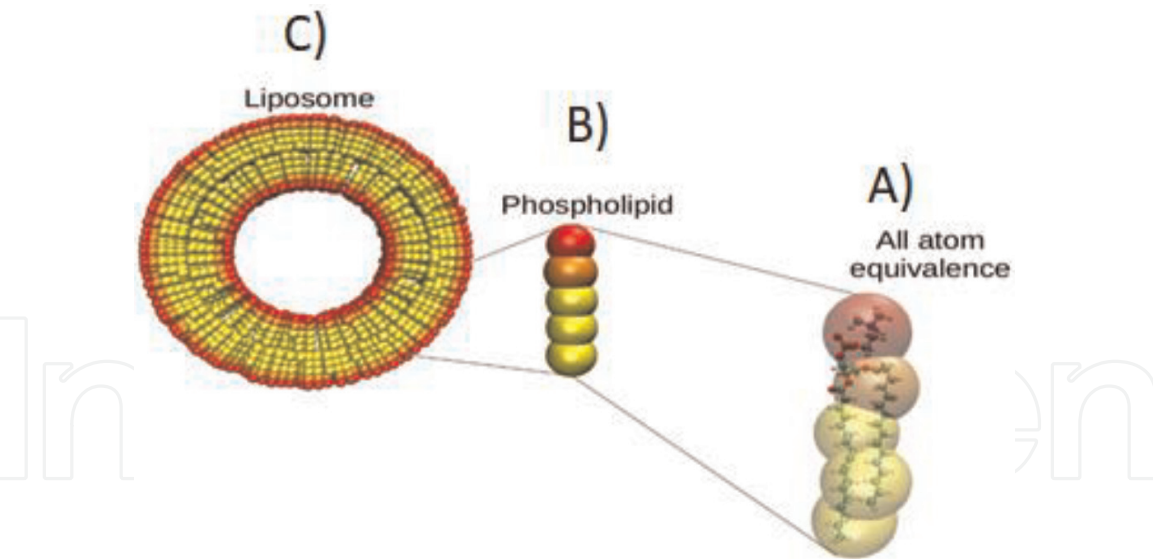 C)
Liposome
B)
Phospholipid
A)
All atom
equivalence